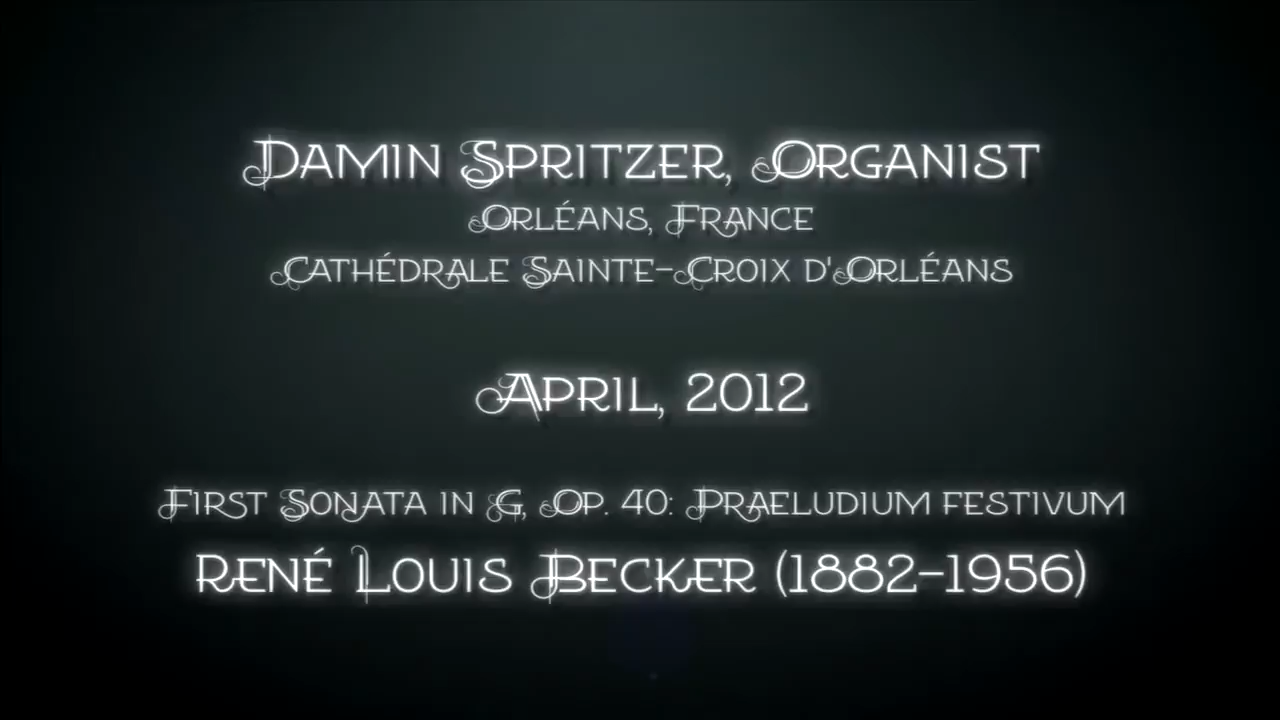 Damin Spritzer, Organist
Orléans, France
Cathédrale Sainte-Croix d'Orléans
April, 2012
First Sonata in G, Op. 40: Praeludium festivum
René Louis Becker (1882-1956)